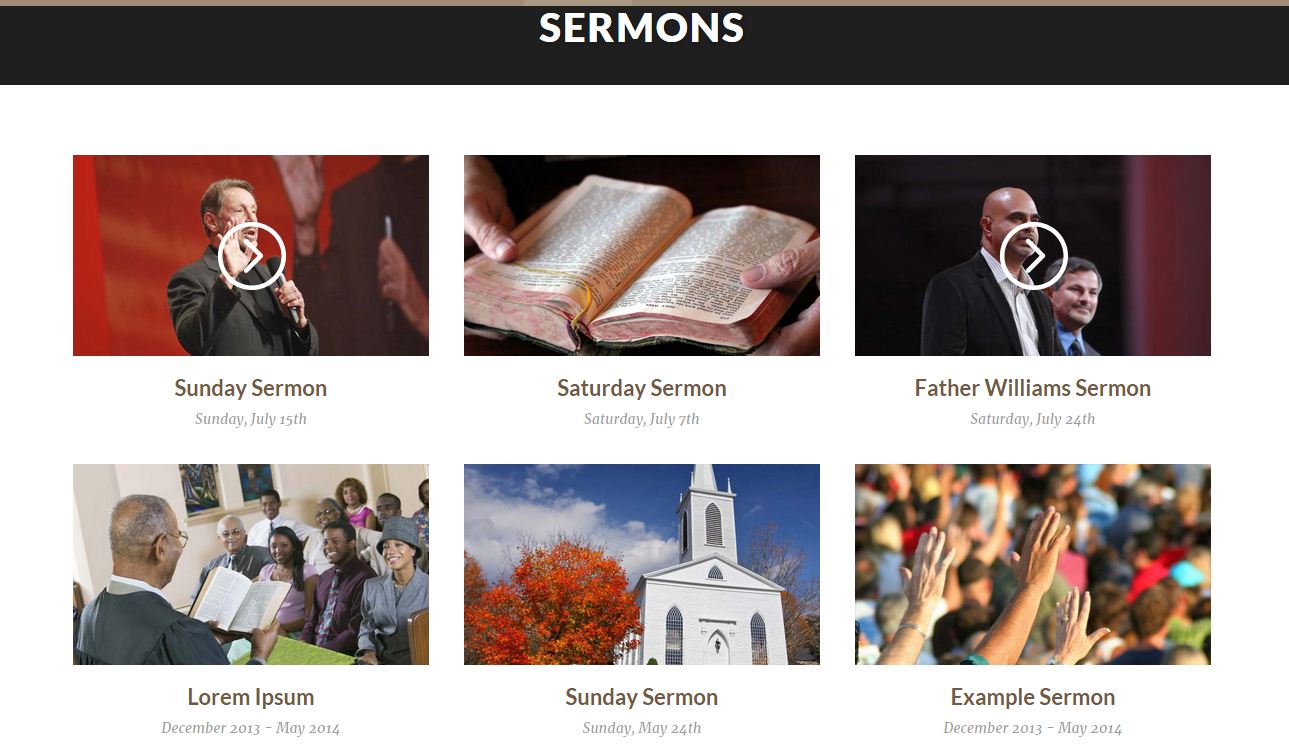 SERMONS
Sunday Sermon
Sunday, July 15th
Saturday Sermon
Saturday, July 7th
Father Williams Sermon
Saturday, July 24th
Lorem Ipsum
December 2013 - May 2014
Sunday Sermon
Sunday, May 24th
Example Sermon
December 2013 - May 2014